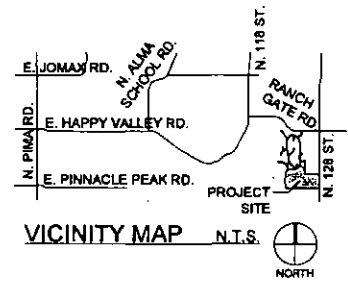 E. JOMAX RD.
N. ALMA
SCHOOL RD.
N. 118 ST.
RANCH
GATE RD
N. PIMA RD.
E. HAPPY VALLEY RD.
E. PINNACLE PEAK RD.
PROJECT
SITE
N. 128 ST.
VICINITY MAP N.T.S.
NORTH